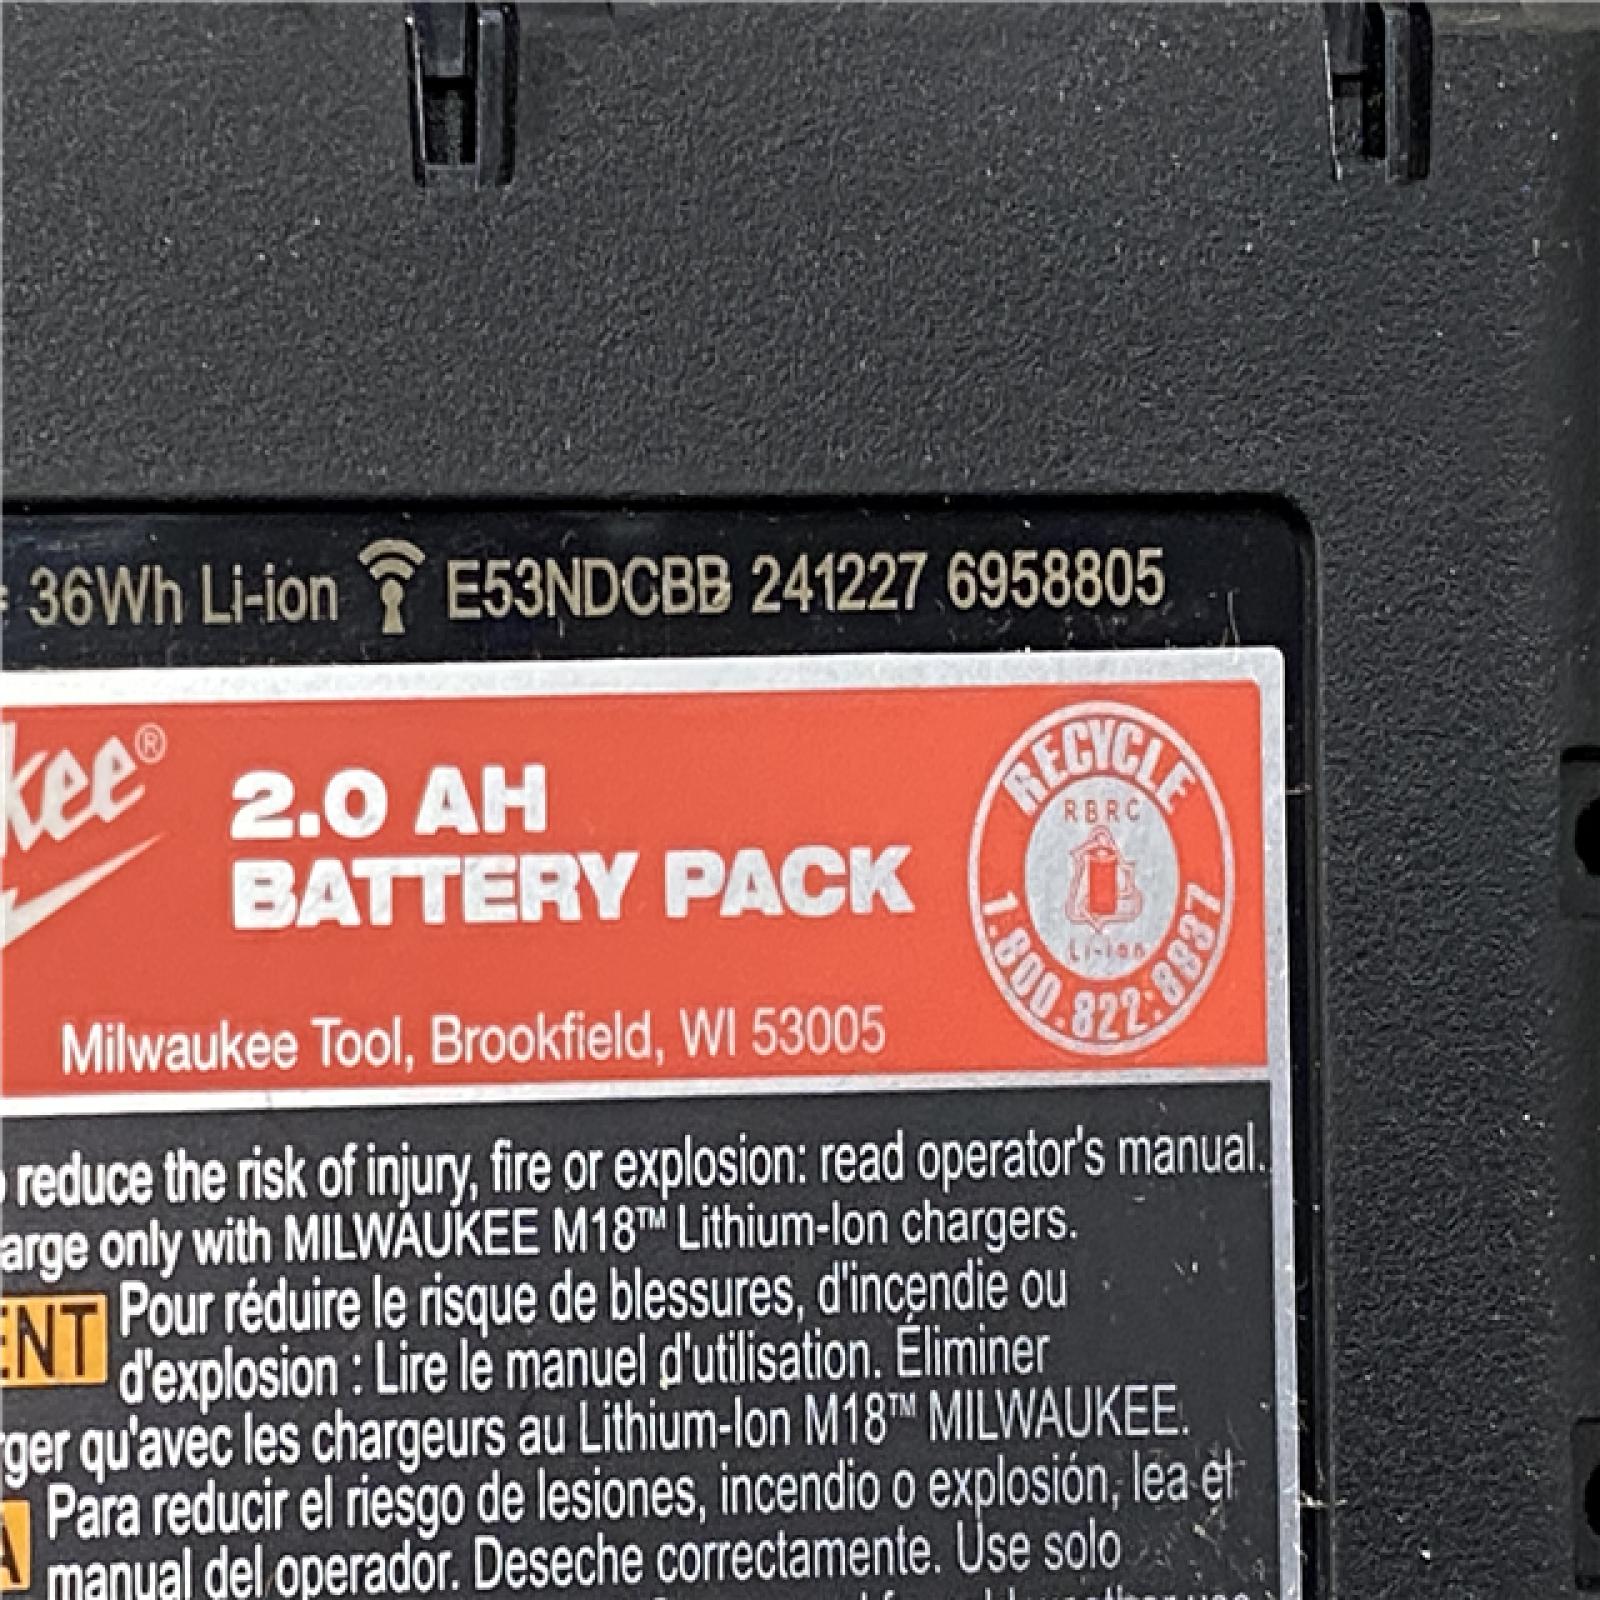 36Wh Li-ion E53NDCBB 241227 6958805
kee®
2.0 AH
BATTERY PACK
RECYCLE
RBRC
Li-ion
1.800.822.8837
Milwaukee Tool, Brookfield, WI 53005
reduce the risk of injury, fire or explosion: read operator's manual.
arge only with MILWAUKEE M18™ Lithium-Ion chargers.
ENT Pour réduire le risque de blessures, d'incendie ou
d'explosion : Lire le manuel d'utilisation. Éliminer
rger qu'avec les chargeurs au Lithium-Ion M18™ MILWAUKEE.
A Para reducir el riesgo de lesiones, incendio o explosión, lea el
manual del operador. Deseche correctamente. Use solo